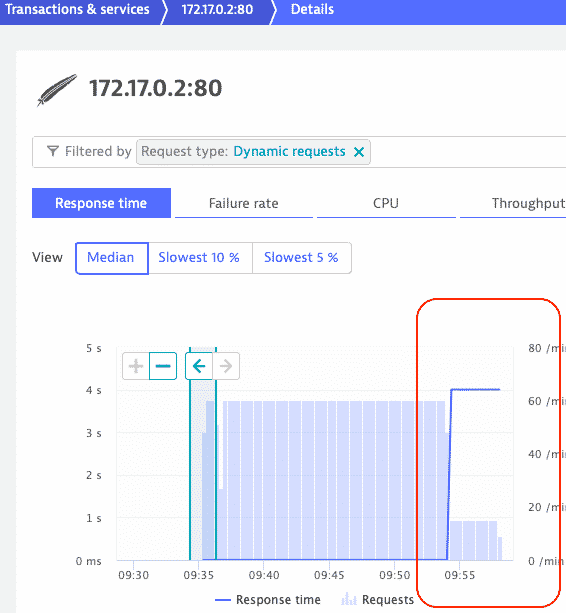 Transactions & services 172.17.0.2:80 Details
172.17.0.2:80
Filtered by Request type: Dynamic requests ×
Response time Failure rate CPU Throughput
View Median Slowest 10 % Slowest 5 %
5 s 80 /min
4 s 60 /min
3 s 40 /min
2 s 20 /min
1 s
0 ms 0 /min
09:30 09:35 09:40 09:45 09:50 09:55
Response time Requests